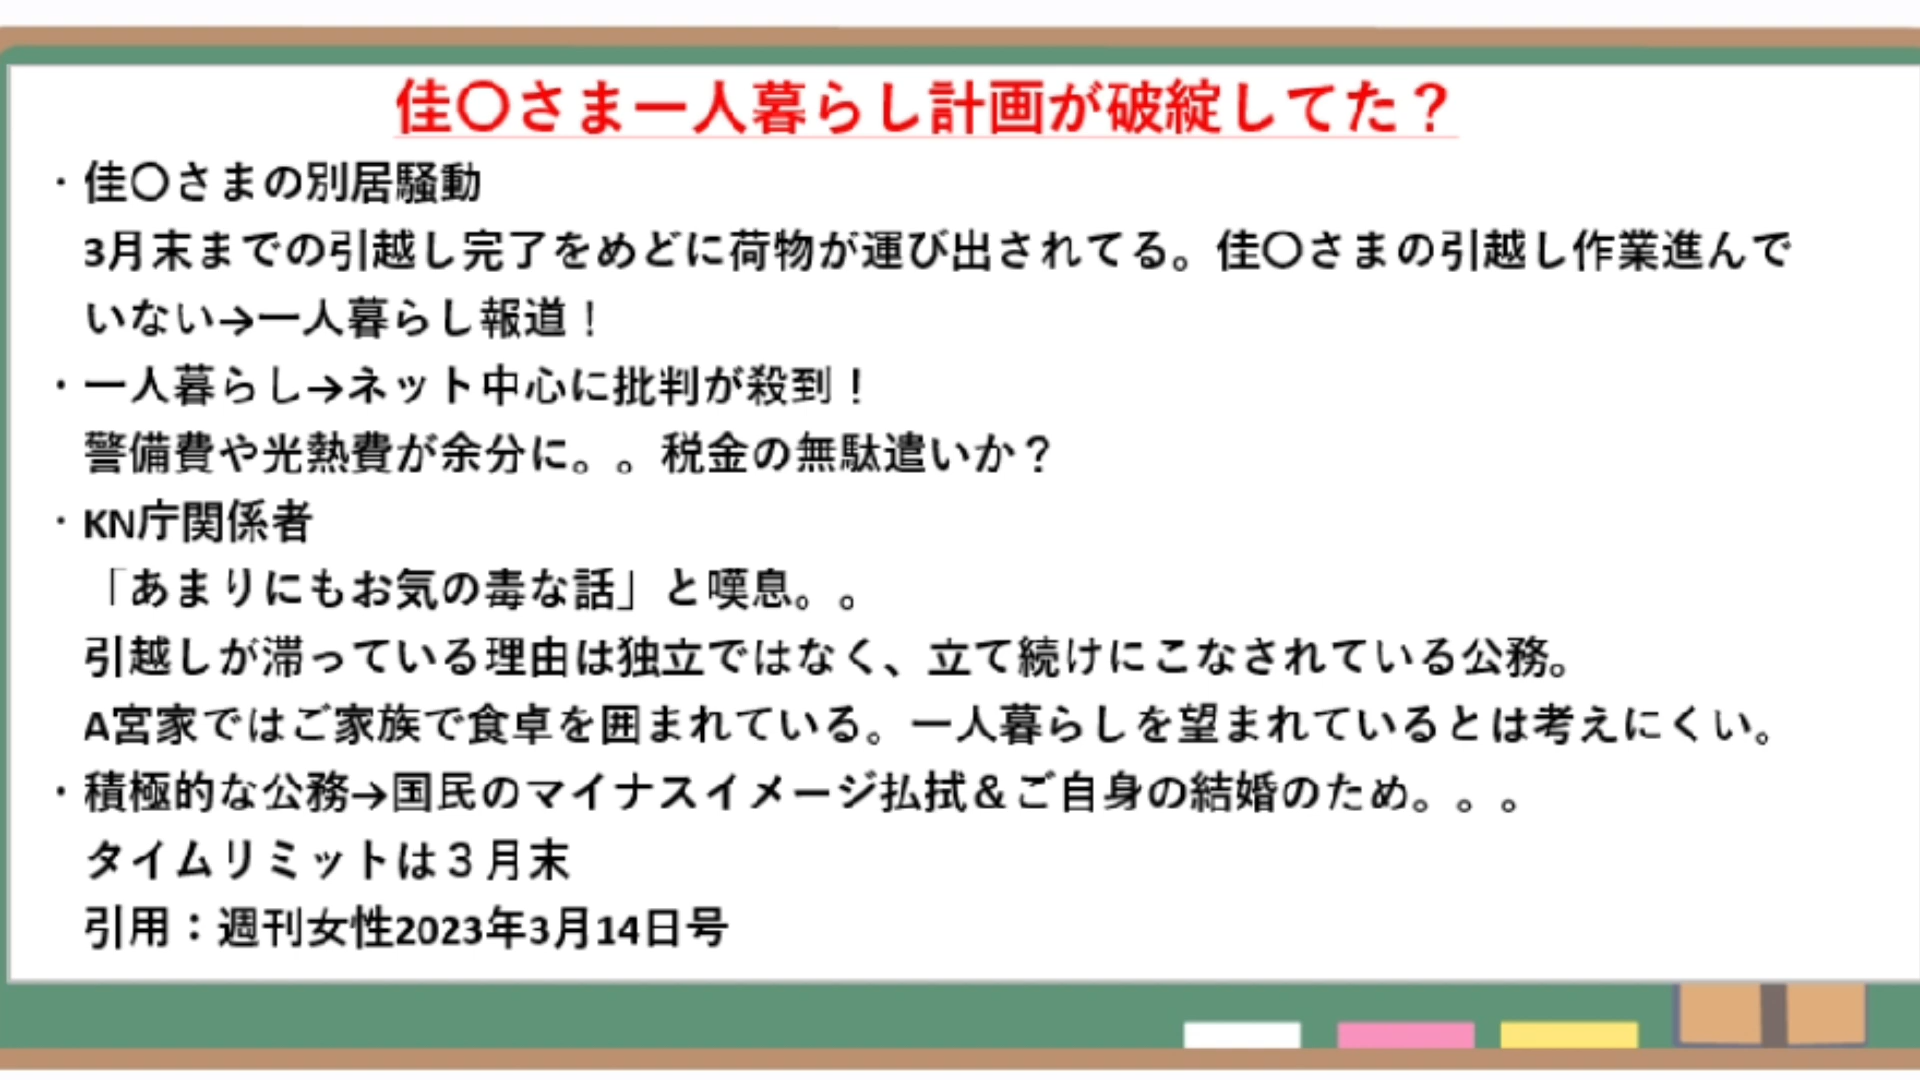 佳〇さま一人暮らし計画が破綻してた？
・佳〇さまの別居騒動
3月末までの引越し完了をめどに荷物が運び出されてる。佳〇さまの引越し作業進んで
いない→一人暮らし報道！
・一人暮らし→ネット中心に批判が殺到！
警備費や光熱費が余分に。。税金の無駄遣いか？
・KN庁関係者
「あまりにもお気の毒な話」と嘆息。。
引越しが滞っている理由は独立ではなく、立て続けにこなされている公務。
A宮家ではご家族で食卓を囲まれている。一人暮らしを望まれているとは考えにくい。
・積極的な公務→国民のマイナスイメージ払拭＆ご自身の結婚のため。。。
タイムリミットは３月末
引用：週刊女性2023年3月14日号